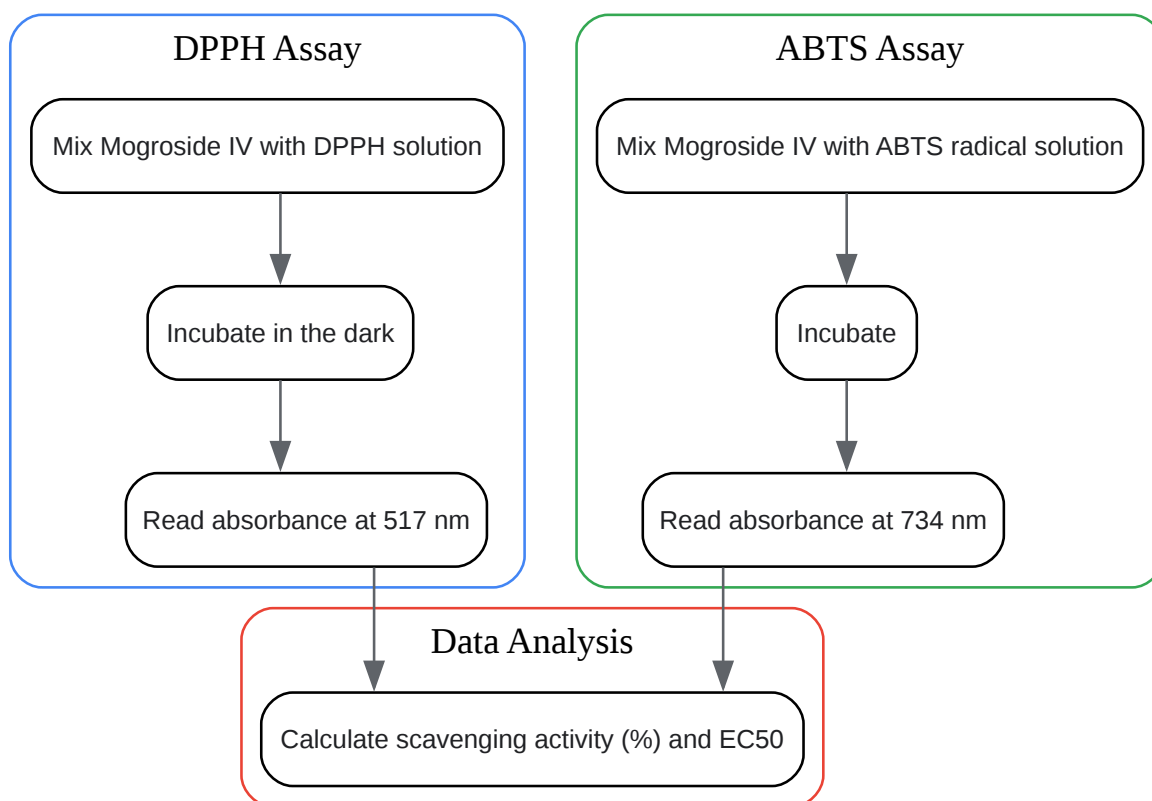 DPPH Assay
Mix Mogroside IV with DPPH solution
Incubate in the dark
Read absorbance at 517 nm
ABTS Assay
Mix Mogroside IV with ABTS radical solution
Incubate
Read absorbance at 734 nm
Data Analysis
Calculate scavenging activity (%) and EC50